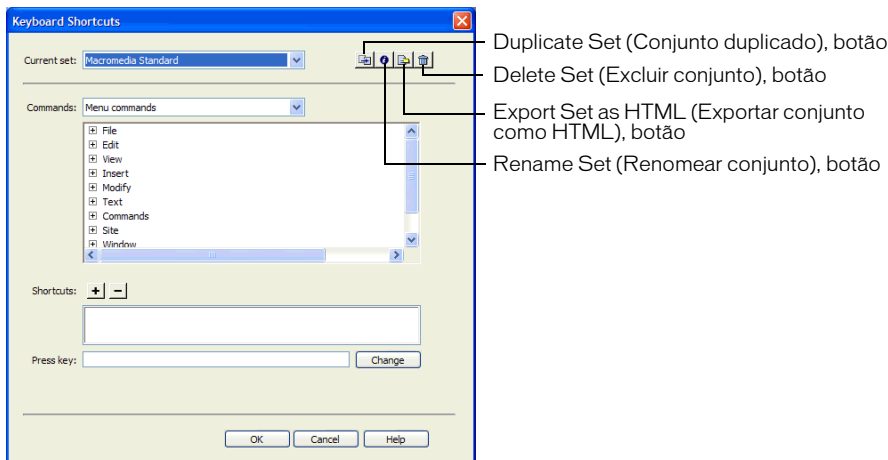 Keyboard Shortcuts
Current set: Macromedia Standard
Duplicate Set (Conjunto duplicado), botão
Delete Set (Excluir conjunto), botão
Export Set as HTML (Exportar conjunto
como HTML), botão
Rename Set (Renomear conjunto), botão
Commands: Menu commands
File
Edit
View
Insert
Modify
Text
Commands
Site
Window
Shortcuts:
Press key:
Change
OK Cancel Help